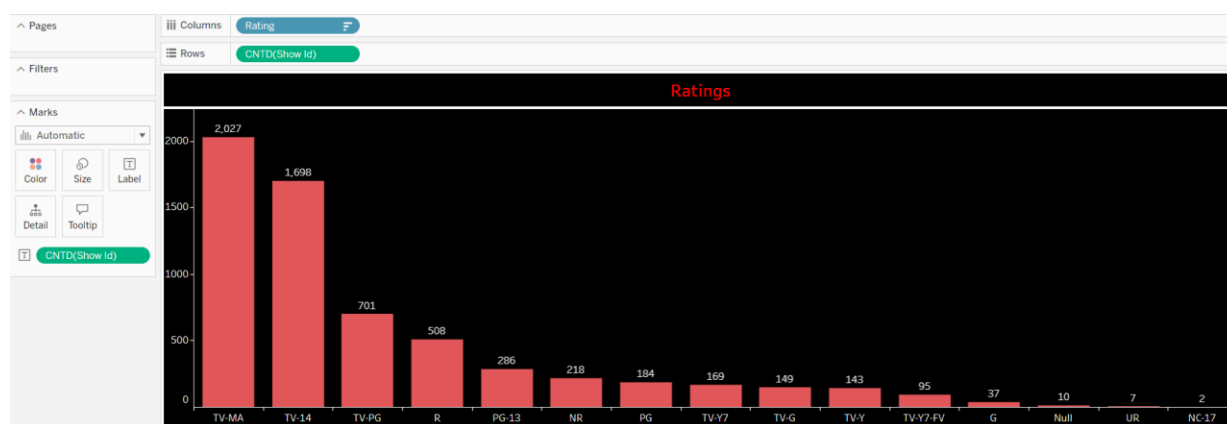 Pages
Columns Rating
Rows CNTD(Show Id)
Filters
Marks
Automatic
Color Size Label
Detail Tooltip
CNTD(Show Id)
Ratings
2000
1500
1000
500
0
2,027
1,698
701
508
286
218
184
169
149
143
95
37
10
7
2
TV-MA TV-14 TV-PG R PG-13 NR PG TV-Y7 TV-G TV-Y TV-Y7-FV G Null UR NC-17